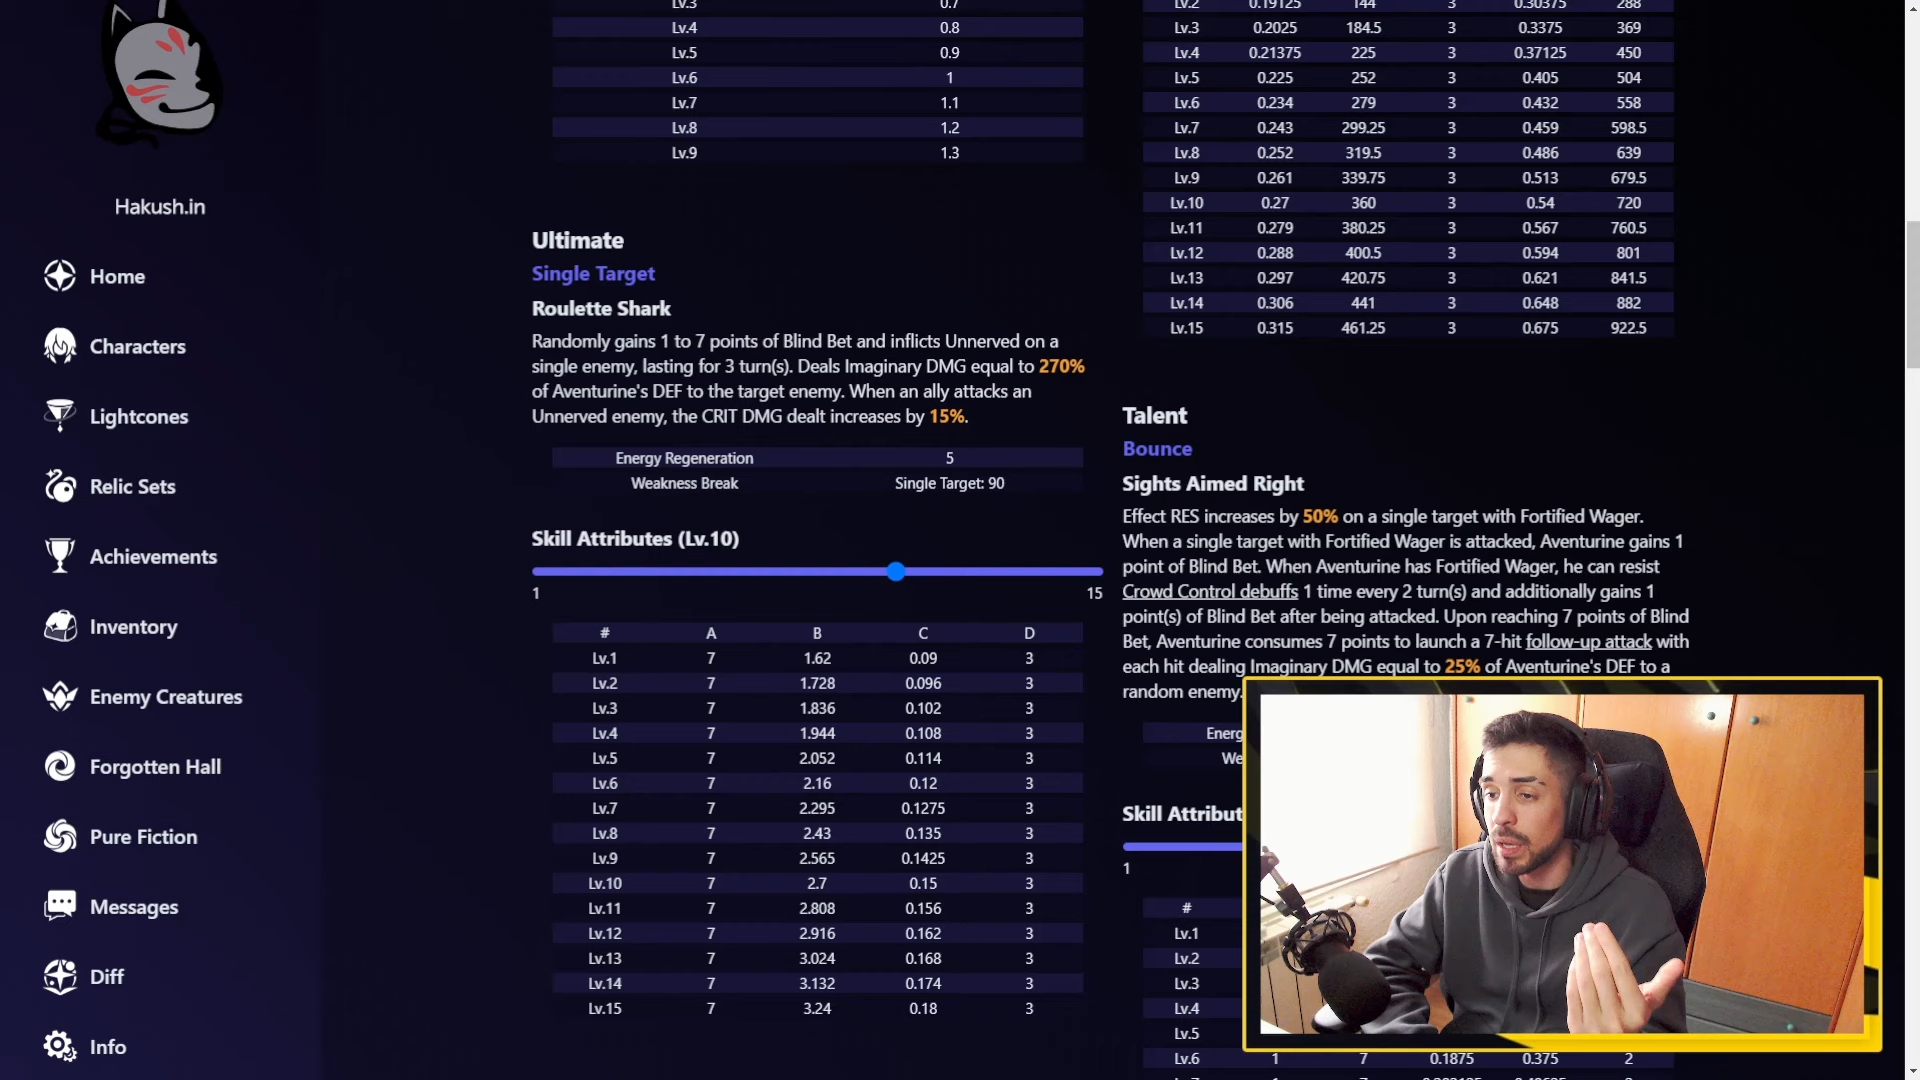 Hakush.in
Home
Characters
Lightcones
Relic Sets
Achievements
Inventory
Enemy Creatures
Forgotten Hall
Pure Fiction
Messages
Diff
Info
Lv.3 0.7
Lv.4 0.8
Lv.5 0.9
Lv.6 1
Lv.7 1.1
Lv.8 1.2
Lv.9 1.3
Ultimate
Single Target
Roulette Shark
Randomly gains 1 to 7 points of Blind Bet and inflicts Unnerved on a
single enemy, lasting for 3 turn(s). Deals Imaginary DMG equal to 270%
of Aventurine's DEF to the target enemy. When an ally attacks an
Unnerved enemy, the CRIT DMG dealt increases by 15%.
Energy Regeneration 5
Weakness Break Single Target: 90
Skill Attributes (Lv.10)
1 15
# A B C D
Lv.1 7 1.62 0.09 3
Lv.2 7 1.728 0.096 3
Lv.3 7 1.836 0.102 3
Lv.4 7 1.944 0.108 3
Lv.5 7 2.052 0.114 3
Lv.6 7 2.16 0.12 3
Lv.7 7 2.295 0.1275 3
Lv.8 7 2.43 0.135 3
Lv.9 7 2.565 0.1425 3
Lv.10 7 2.7 0.15 3
Lv.11 7 2.808 0.156 3
Lv.12 7 2.916 0.162 3
Lv.13 7 3.024 0.168 3
Lv.14 7 3.132 0.174 3
Lv.15 7 3.24 0.18 3
Lv.2 0.19125 144 3 0.30375 288
Lv.3 0.2025 184.5 3 0.3375 369
Lv.4 0.21375 225 3 0.37125 450
Lv.5 0.225 252 3 0.405 504
Lv.6 0.234 279 3 0.432 558
Lv.7 0.243 299.25 3 0.459 598.5
Lv.8 0.252 319.5 3 0.486 639
Lv.9 0.261 339.75 3 0.513 679.5
Lv.10 0.27 360 3 0.54 720
Lv.11 0.279 380.25 3 0.567 760.5
Lv.12 0.288 400.5 3 0.594 801
Lv.13 0.297 420.75 3 0.621 841.5
Lv.14 0.306 441 3 0.648 882
Lv.15 0.315 461.25 3 0.675 922.5
Talent
Bounce
Sights Aimed Right
Effect RES increases by 50% on a single target with Fortified Wager.
When a single target with Fortified Wager is attacked, Aventurine gains 1
point of Blind Bet. When Aventurine has Fortified Wager, he can resist
Crowd Control debuffs 1 time every 2 turn(s) and additionally gains 1
point(s) of Blind Bet after being attacked. Upon reaching 7 points of Blind
Bet, Aventurine consumes 7 points to launch a 7-hit follow-up attack with
each hit dealing Imaginary DMG equal to 25% of Aventurine's DEF to a
random enemy.
Energ
We
Skill Attribut
1
#
Lv.1
Lv.2
Lv.3
Lv.4
Lv.5
Lv.6 1 7 0.1875 0.375 2